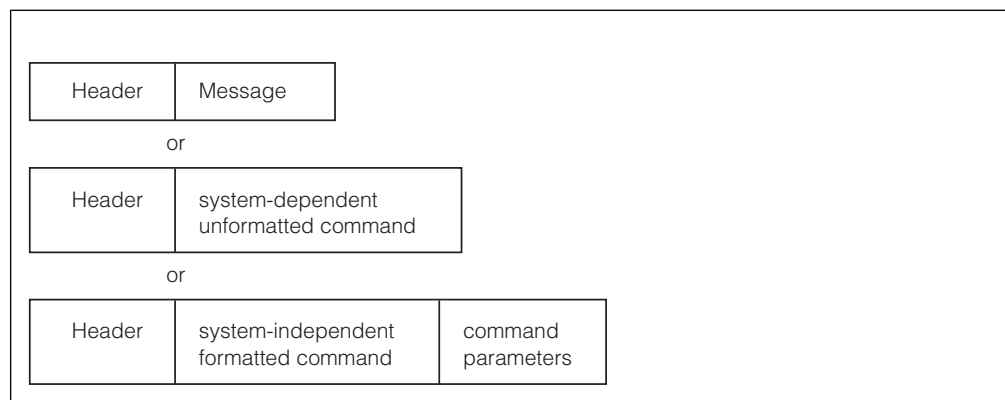 Header Message
or
Header system-dependent
unformatted command
or
Header system-independent command
formatted command parameters